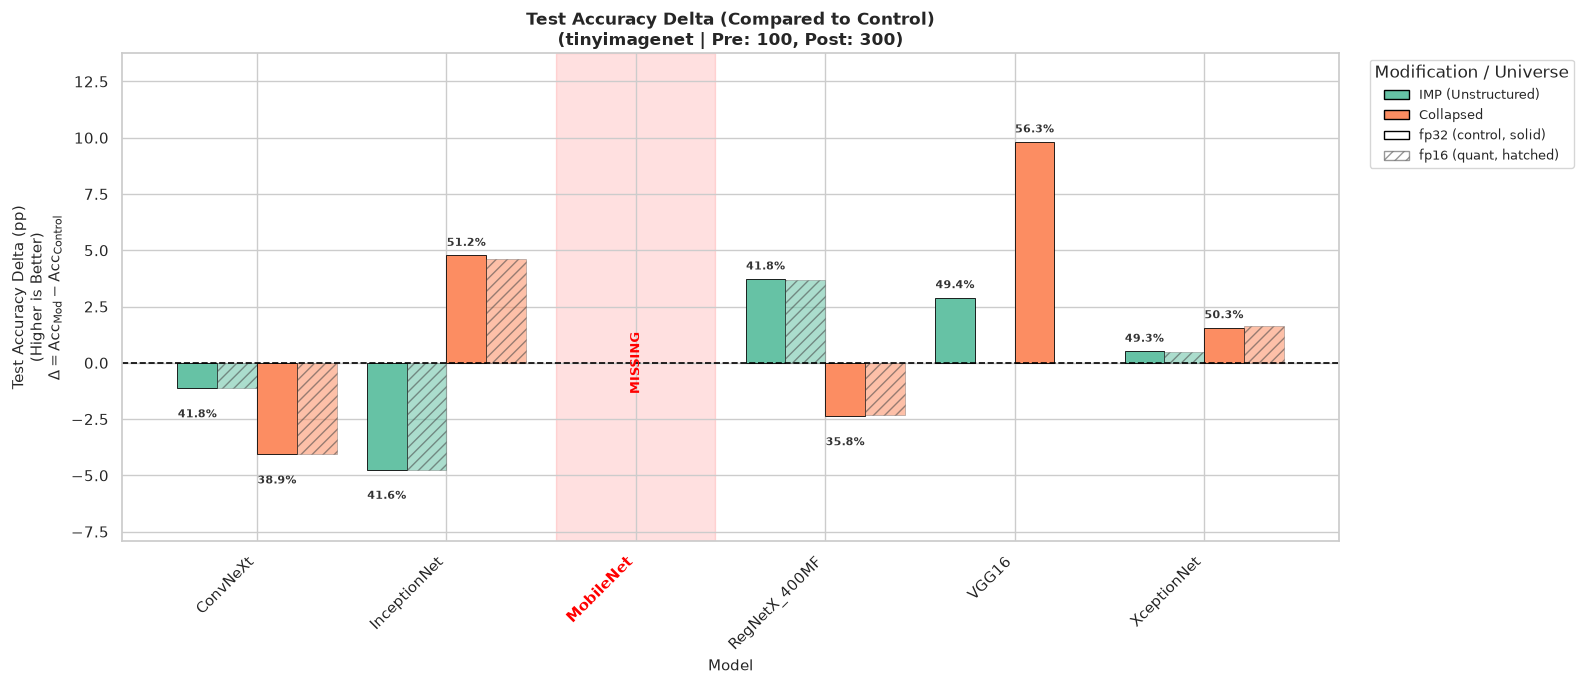 Test Accuracy Delta (Compared to Control)
(tinyimagenet | Pre: 100, Post: 300)
Test Accuracy Delta (pp)
(Higher is Better)
Δ = Acc_Mod − Acc_Control
12.5
10.0
7.5
5.0
2.5
0.0
−2.5
−5.0
−7.5
41.8%
38.9%
41.6%
51.2%
MISSING
41.8%
35.8%
49.4%
56.3%
49.3%
50.3%
ConvNeXt
InceptionNet
MobileNet
RegNetX_400MF
VGG16
XceptionNet
Model
Modification / Universe
IMP (Unstructured)
Collapsed
fp32 (control, solid)
fp16 (quant, hatched)